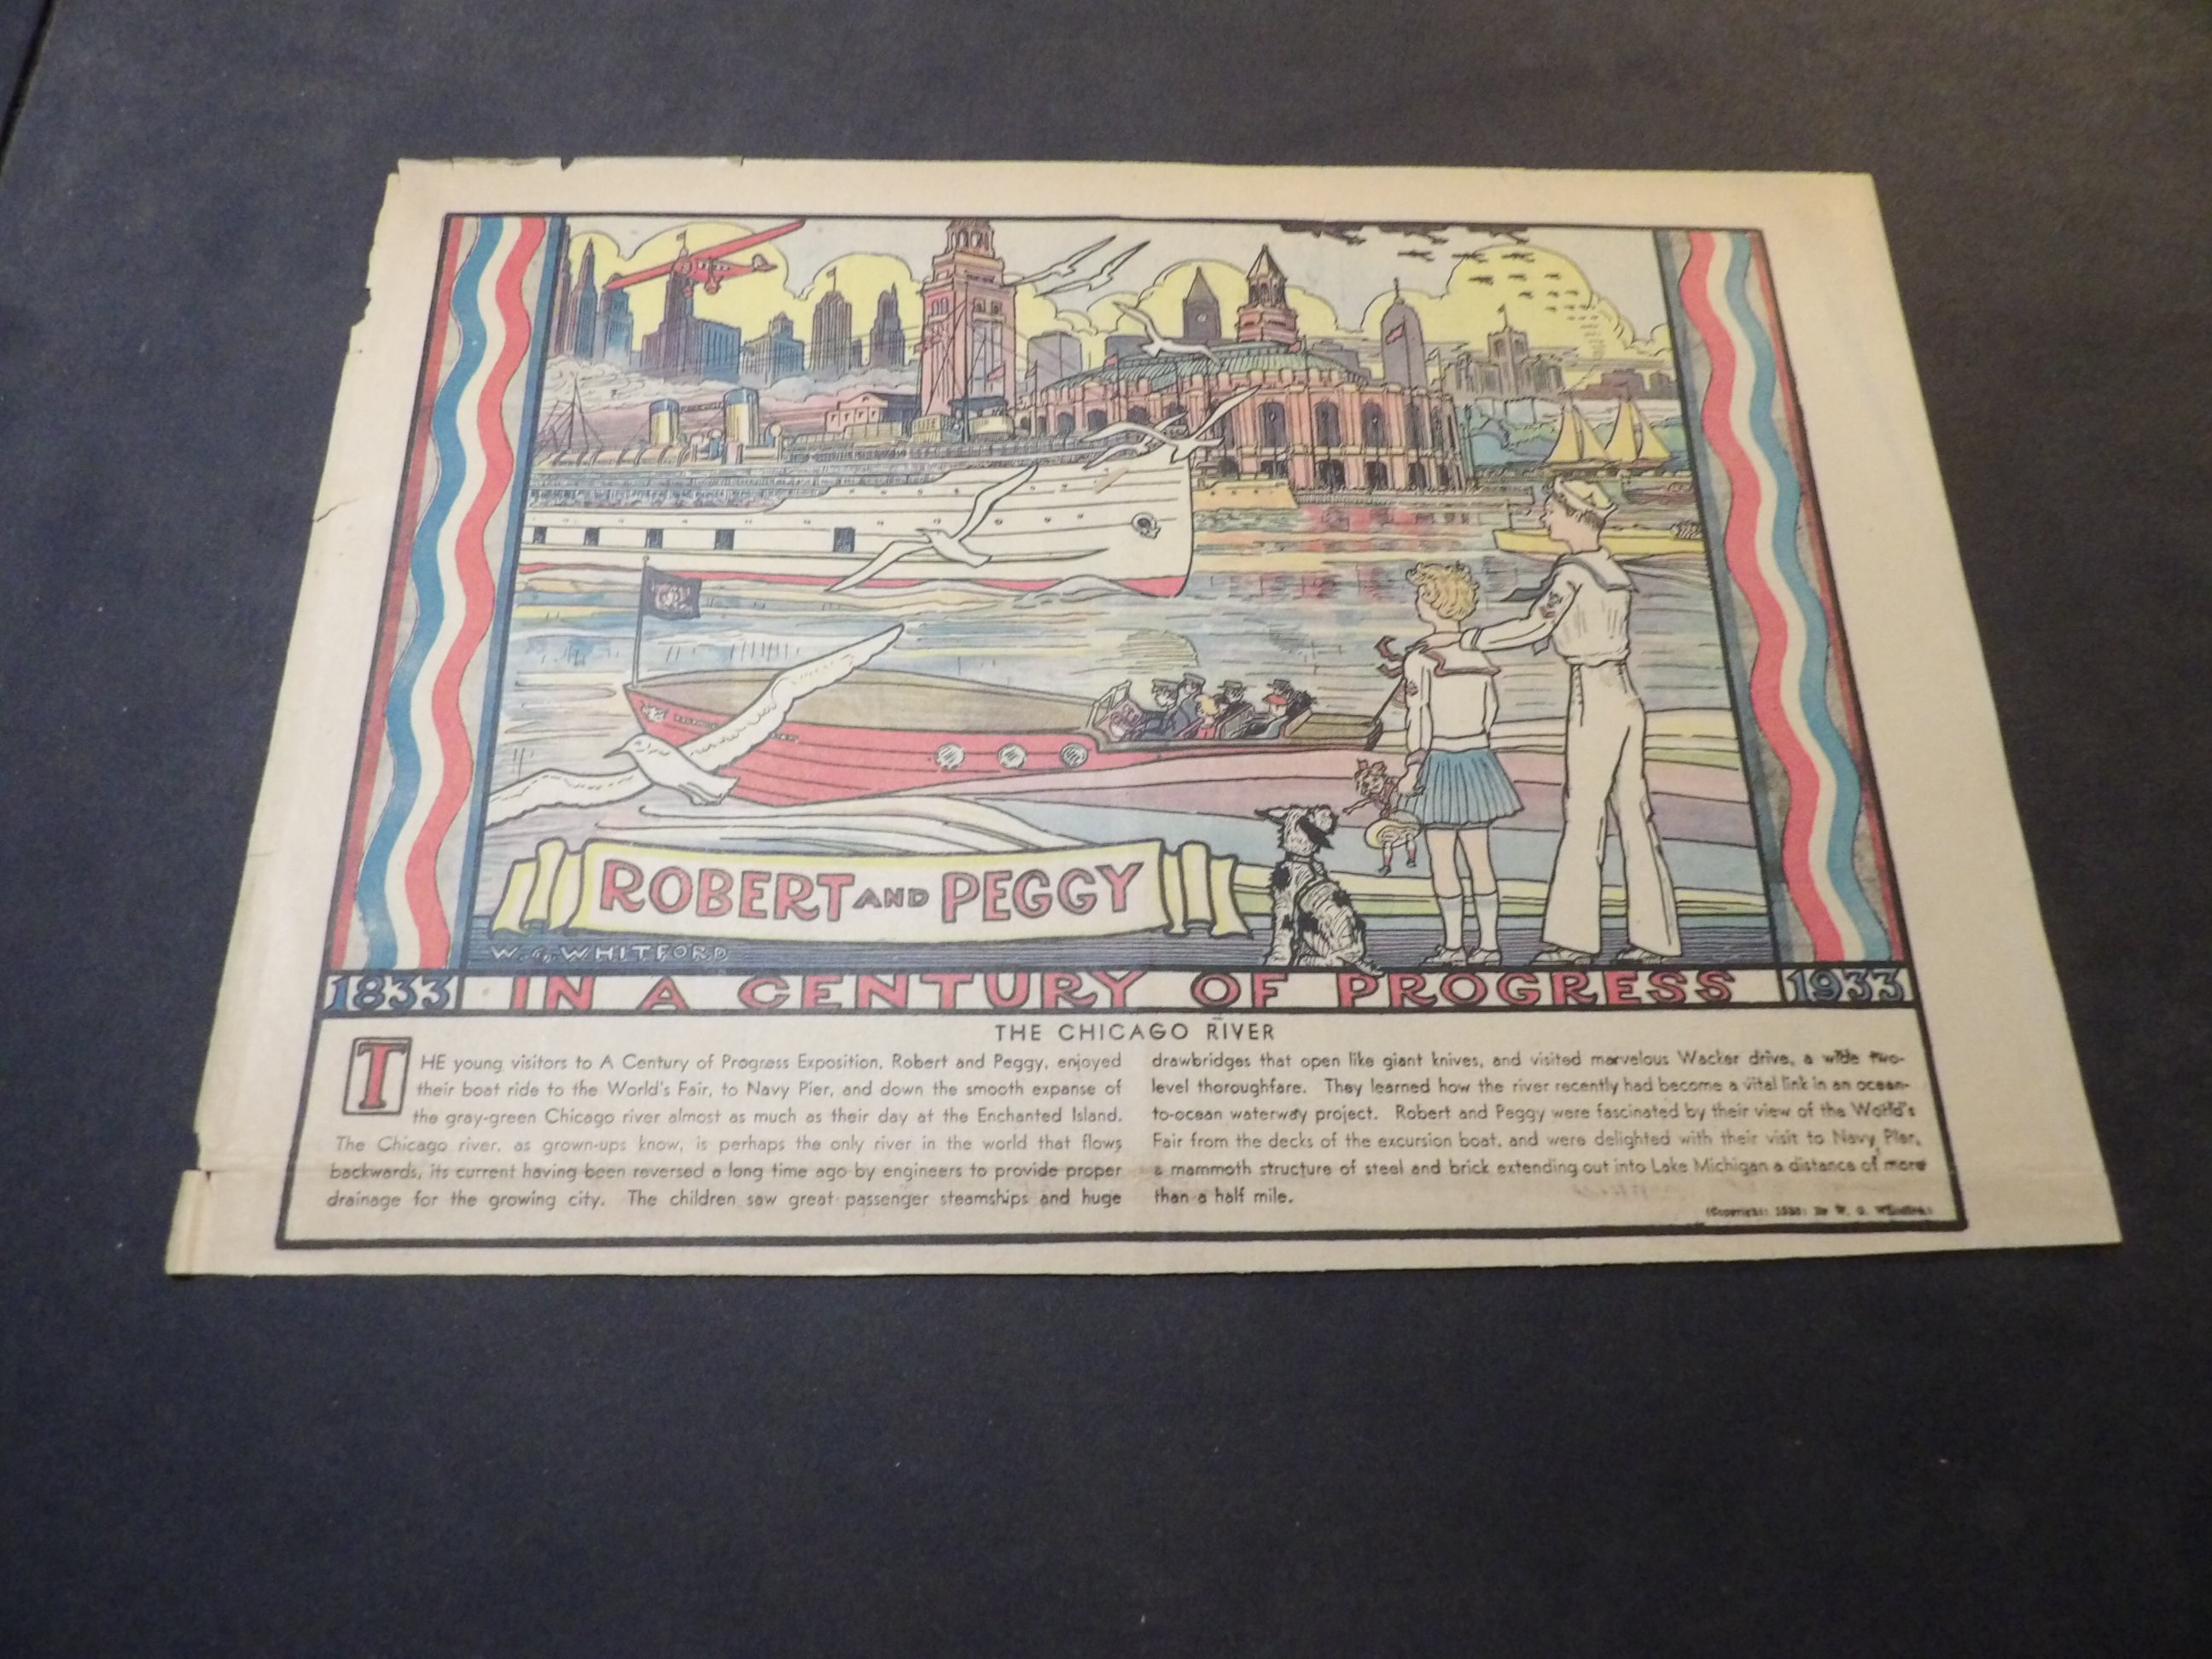 ROBERT AND PEGGY
W. G. WHITFORD
1833 IN A CENTURY OF PROGRESS 1933
THE CHICAGO RIVER
THE young visitors to A Century of Progress Exposition, Robert and Peggy, enjoyed
their boat ride to the World's Fair, to Navy Pier, and down the smooth expanse of
the gray-green Chicago river almost as much as their day at the Enchanted Island.
The Chicago river, as grown-ups know, is perhaps the only river in the world that flows
backwards, its current having been reversed a long time ago by engineers to provide proper
drainage for the growing city. The children saw great passenger steamships and huge
drawbridges that open like giant knives, and visited marvelous Wacker drive, a wide two-
level thoroughfare. They learned how the river recently had become a vital link in an ocean-
to-ocean waterway project. Robert and Peggy were fascinated by their view of the World's
Fair from the decks of the excursion boat, and were delighted with their visit to Navy Pier,
a mammoth structure of steel and brick extending out into Lake Michigan a distance of more
than a half mile.
(Copyright: By W. G. Whitford.)